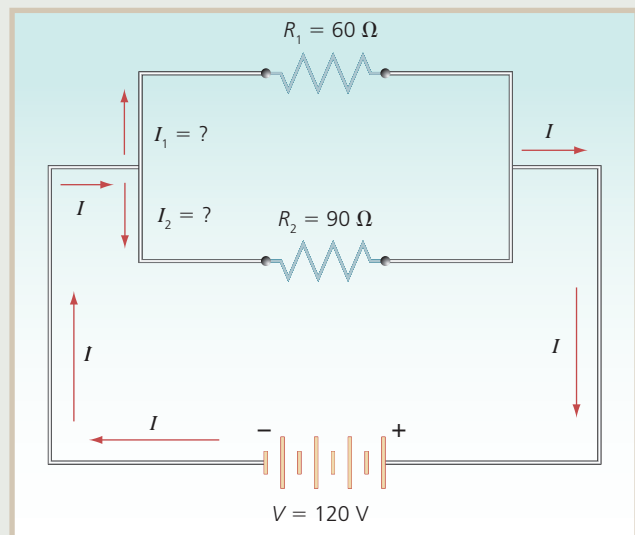 R₁ = 60 Ω
I₁ = ?
I
I
I₂ = ?
R₂ = 90 Ω
I
I
I
− +
V = 120 V